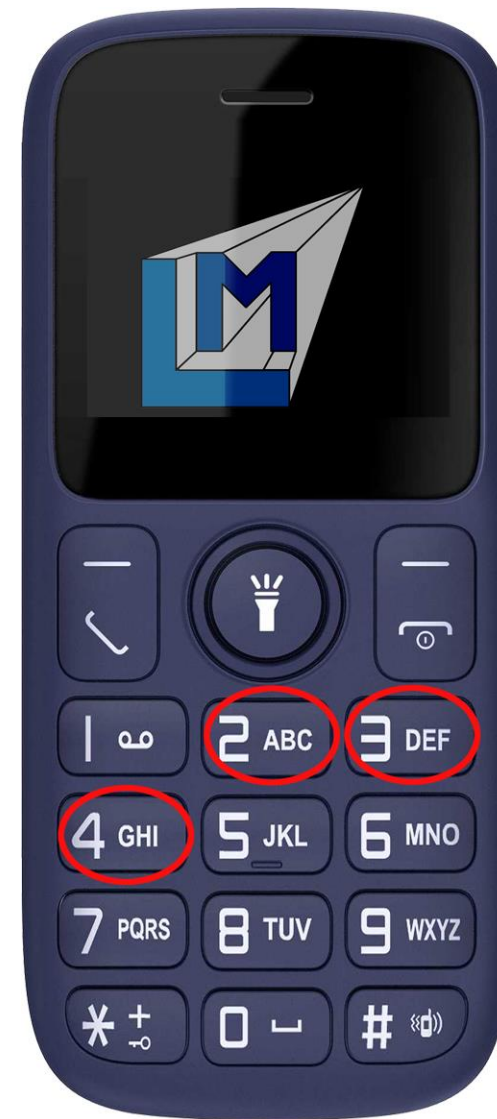 LM
1
2 ABC
3 DEF
4 GHI
5 JKL
6 MNO
7 PQRS
8 TUV
9 WXYZ
* +
0
#